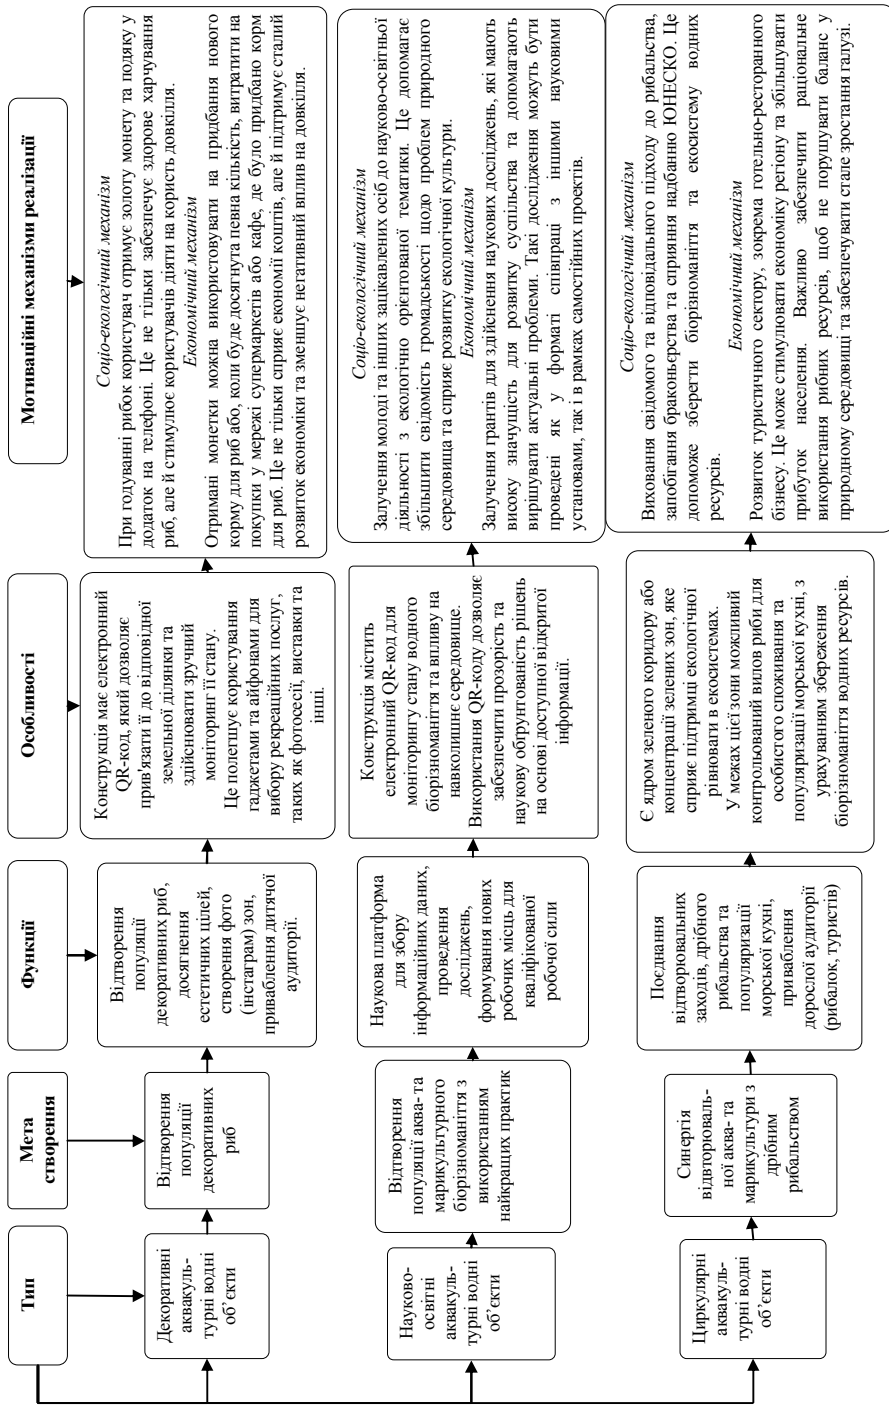 Тип
Мета
створення
Функції
Особливості
Мотиваційні механізми реалізації
Декоративні
аквакуль-
турні водні
об’єкти
Відтворення
популяції
декоративних
риб
Відтворення
популяції
декоративних риб,
досягнення
естетичних цілей,
створення фото
(інстаграм) зон,
приваблення дитячої
аудиторії.
Конструкція має електронний
QR-код, який дозволяє
прив'язати її до відповідної
земельної ділянки та
здійснювати зручний
моніторинг її стану.
Це полегшує користування
гаджетами та айфонами для
вибору рекреаційних послуг,
таких як фотосесії, виставки та
інші.
Соціо-екологічний механізм
При годуванні рибок користувач отримує золоту монету та подяку у
додаток на телефоні. Це не тільки забезпечує здорове харчування
риб, але й стимулює користувачів діяти на користь довкілля.
Економічний механізм
Отримані монетки можна використовувати на придбання нового
корму для риб або, коли буде досягнута певна кількість, витратити на
покупки у мережі супермаркетів або кафе, де було придбано корм
для риб. Це не тільки сприяє економії коштів, але й підтримує сталий
розвиток економіки та зменшує негативний вплив на довкілля.
Науково-
освітні
аквакуль-
турні водні
об’єкти
Відтворення
популяції аква- та
марикультурного
біорізноманіття з
використанням
найкращих практик
Наукова платформа
для збору
інформаційних даних,
проведення
досліджень,
формування нових
робочих місць для
кваліфікованої
робочої сили
Конструкція містить
електронний QR-код для
моніторингу стану водного
біорізноманіття та впливу на
навколишнє середовище.
Використання QR-коду дозволяє
забезпечити прозорість та
наукову обґрунтованість рішень
на основі доступної відкритої
інформації.
Соціо-екологічний механізм
Залучення молоді та інших зацікавлених осіб до науково-освітньої
діяльності з екологічно орієнтованої тематики. Це допомагає
збільшити свідомість громадськості щодо проблем природного
середовища та сприяє розвитку екологічної культури.
Економічний механізм
Залучення грантів для здійснення наукових досліджень, які мають
високу значущість для розвитку суспільства та допомагають
вирішувати актуальні проблеми. Такі дослідження можуть бути
проведені як у форматі співпраці з іншими науковими
установами, так і в рамках самостійних проектів.
Циркулярні
аквакуль-
турні водні
об’єкти
Синергія
відвторюваль-
ної аква- та
марикультури з
дрібним
рибальством
Поєднання
відтворювальних
заходів, дрібного
рибальства та
популяризації
морської кухні,
приваблення
дорослої аудиторії
(рибалок, туристів)
Є ядром зеленого коридору або
концентрації зелених зон, яке
сприяє підтримці екологічної
рівновати в екосистемах.
У межах цієї зони можливий
контрольований вилов риби для
особистого споживання та
популяризації морської кухні, з
урахуванням збереження
біорізноманіття водних ресурсів.
Соціо-екологічний механізм
Виховання свідомого та відповідального підходу до рибальства,
запобігання браконьєрства та сприяння надбанню ЮНЕСКО. Це
допоможе зберегти біорізноманіття та екосистему водних
ресурсів.
Економічний механізм
Розвиток туристичного сектору, зокрема готельно-ресторанного
бізнесу. Це може стимулювати економіку регіону та збільшувати
прибуток населення. Важливо забезпечити раціональне
використання рибних ресурсів, щоб не порушувати баланс у
природному середовищі та забезпечувати стале зростання галузі.